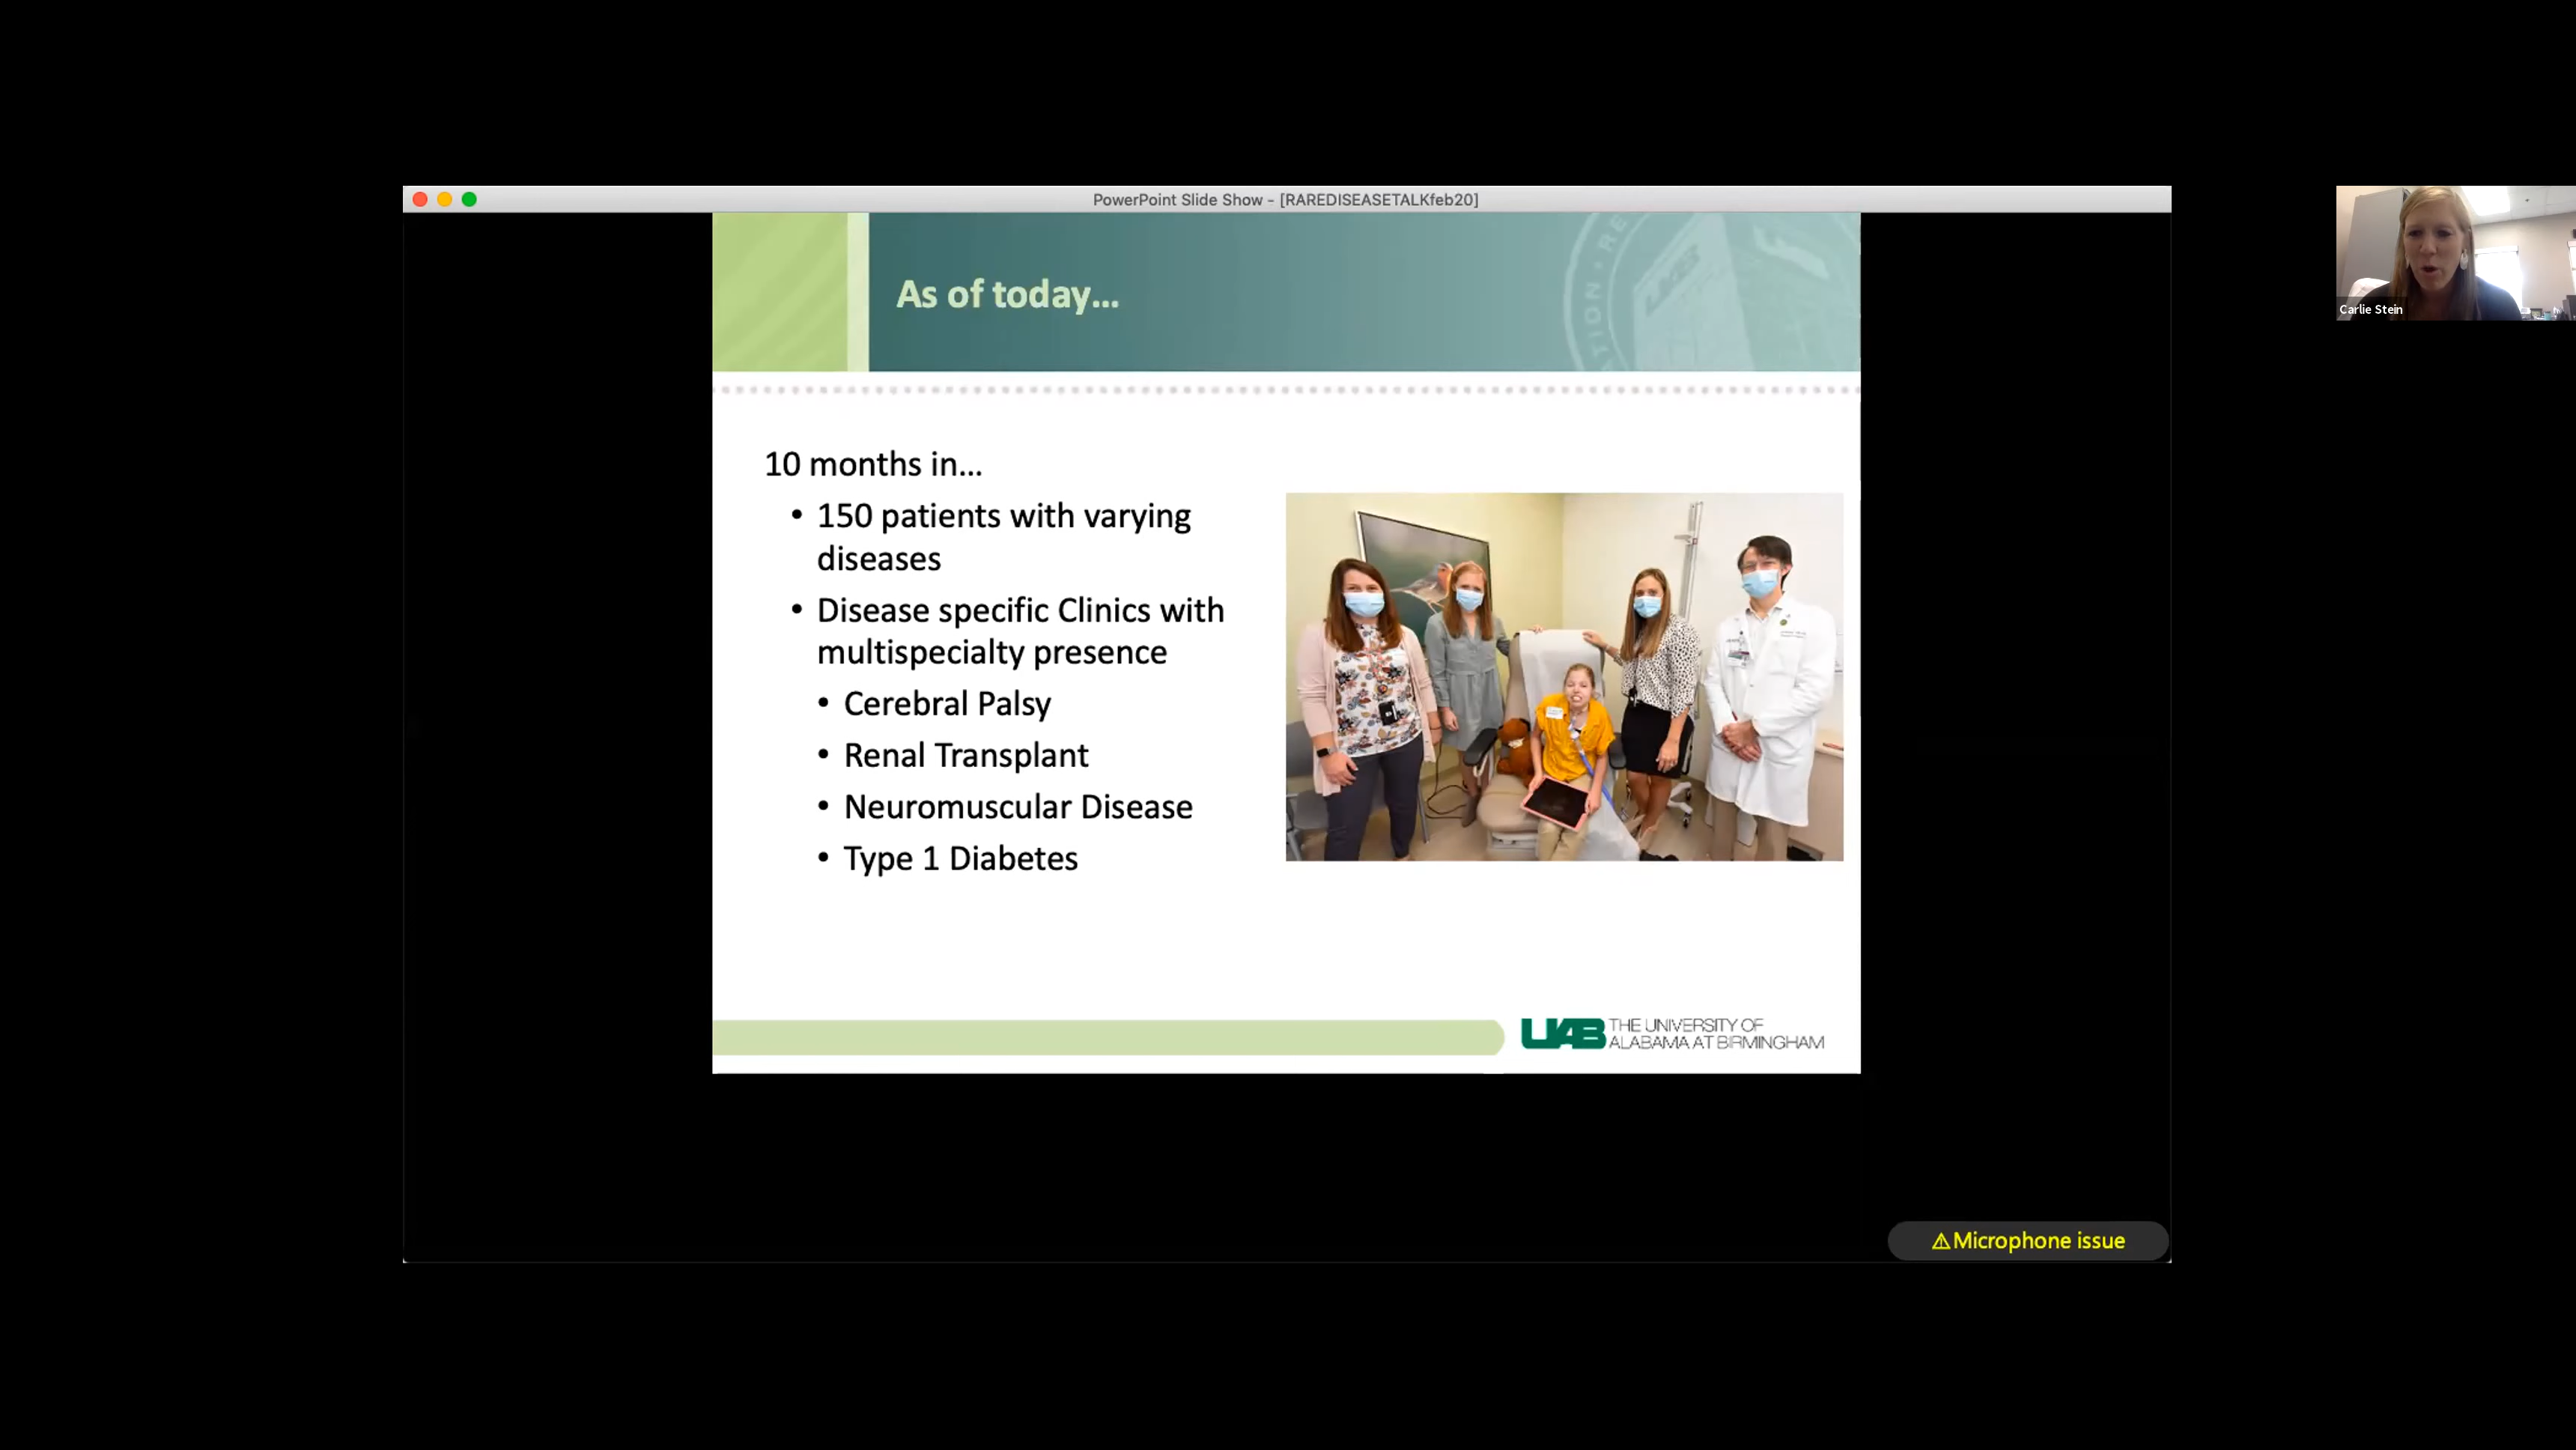 PowerPoint Slide Show - [RAREDISEASETALKfeb20]
As of today...
10 months in...
• 150 patients with varying
diseases
• Disease specific Clinics with
multispecialty presence
• Cerebral Palsy
• Renal Transplant
• Neuromuscular Disease
• Type 1 Diabetes
UAB THE UNIVERSITY OF
ALABAMA AT BIRMINGHAM
Carlie Stein
⚠Microphone issue